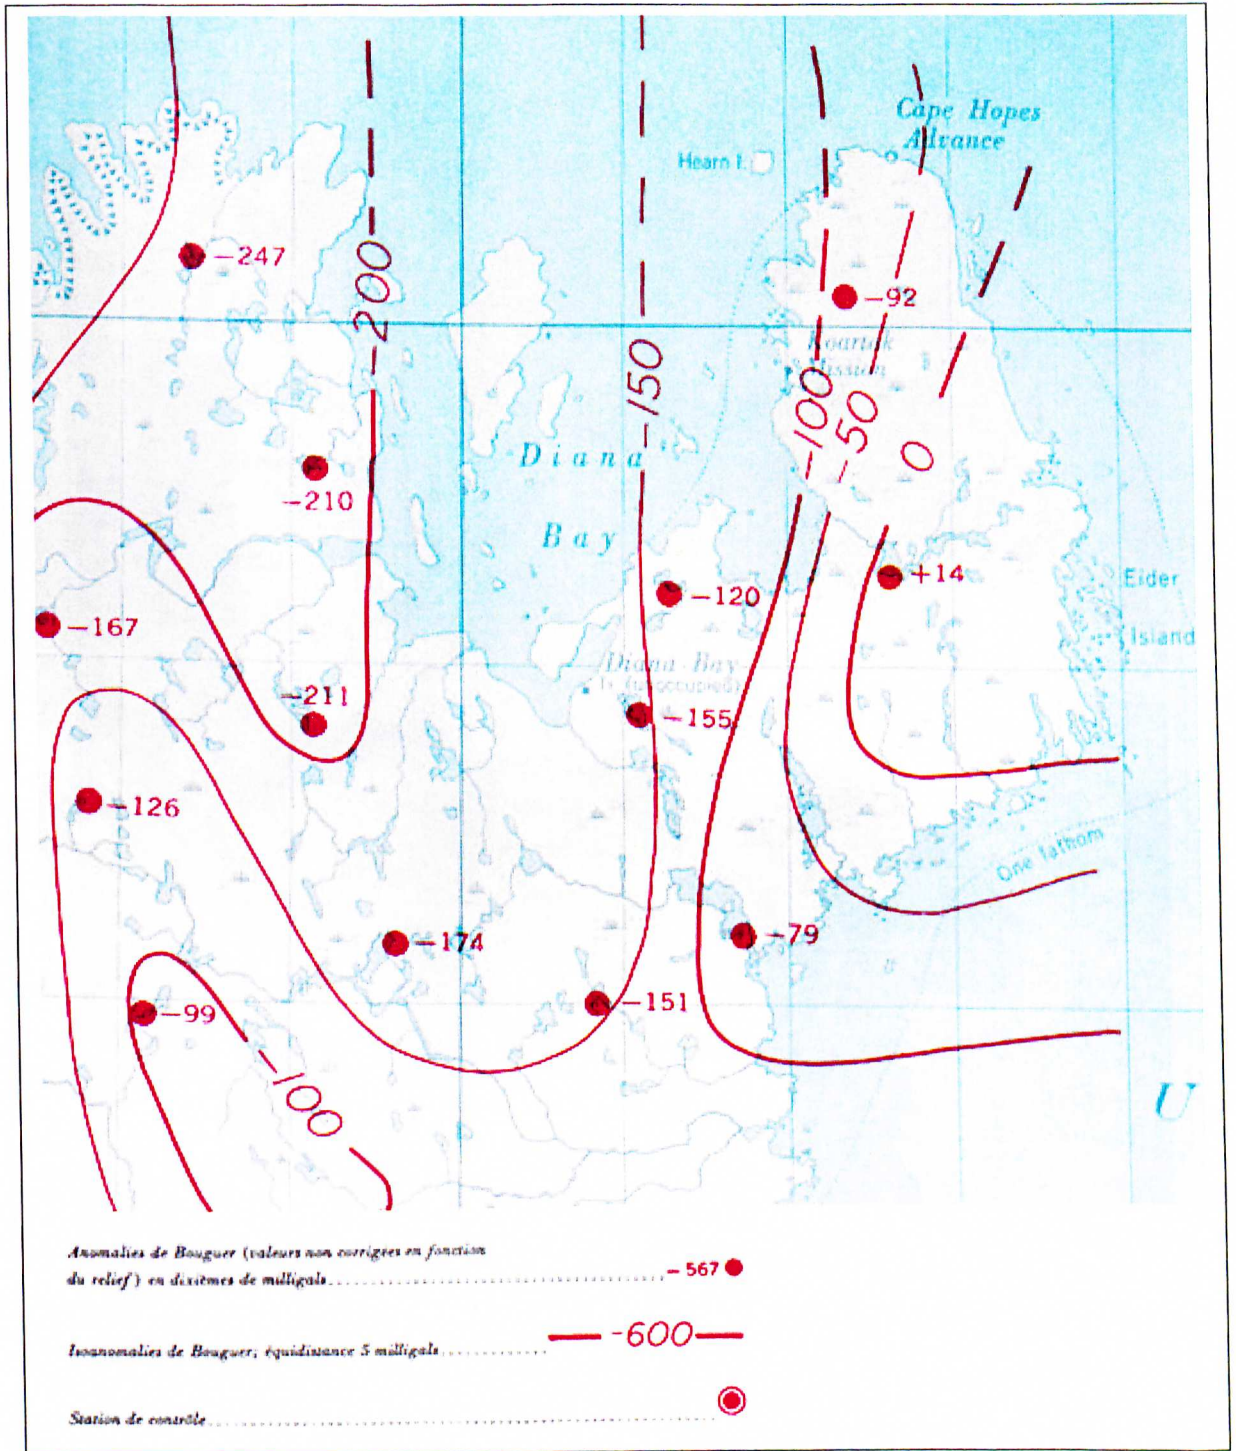 Cape Hopes
Advance
Hearn I.
-247
-200
-92
Koartak
Mission
-150
-100
-50
0
Diana
Bay
-210
+14
Eider
Island
-120
-167
Diana Bay
(unoccupied)
-211
-155
-126
One fathom
-174
-79
-99
-151
-100
U
Anomalies de Bouguer (valeurs non corrigées en fonction
du relief) en dixièmes de milligals -567
Isoanomalies de Bouguer; équidistance 5 milligals -600
Station de contrôle